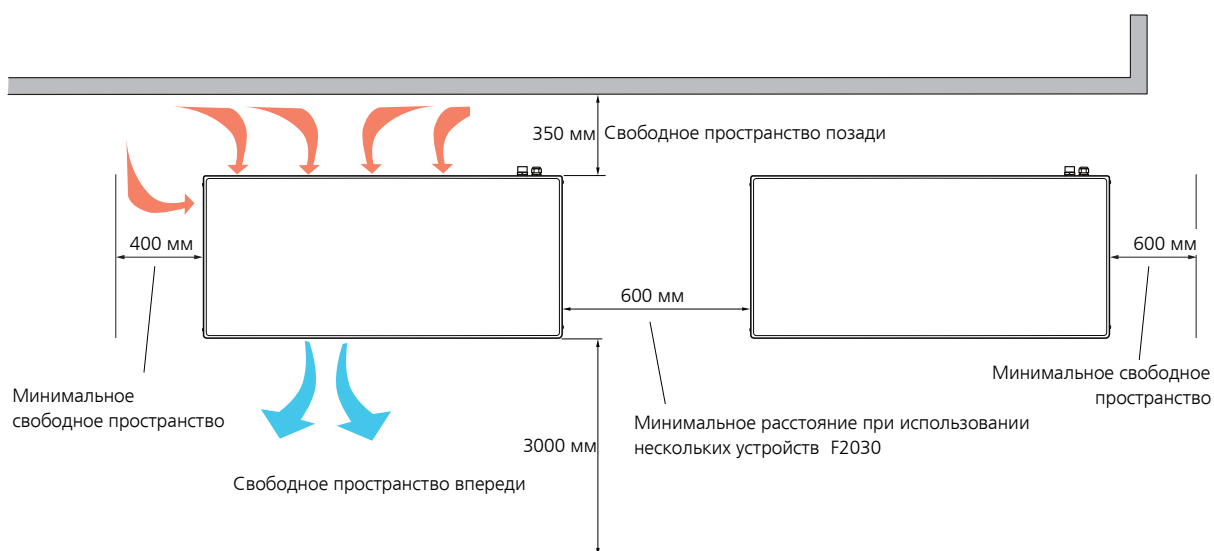 350 мм
Свободное пространство позади
400 мм
600 мм
600 мм
Минимальное
свободное пространство
Минимальное свободное
пространство
Минимальное расстояние при использовании
нескольких устройств F2030
3000 мм
Свободное пространство впереди